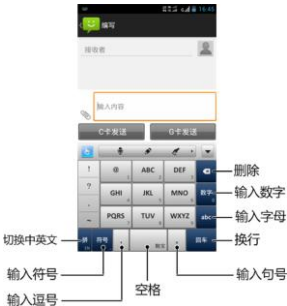 16:45
编写
接收者
输入内容
C卡发送
G卡发送
! @ ABC DEF
删除
? GHI JKL MNO 数字
输入数字
PQRS TUV WXYZ abc
输入字母
切换中英文
拼 符号 回车
换行
输入符号
输入逗号
空格
输入句号